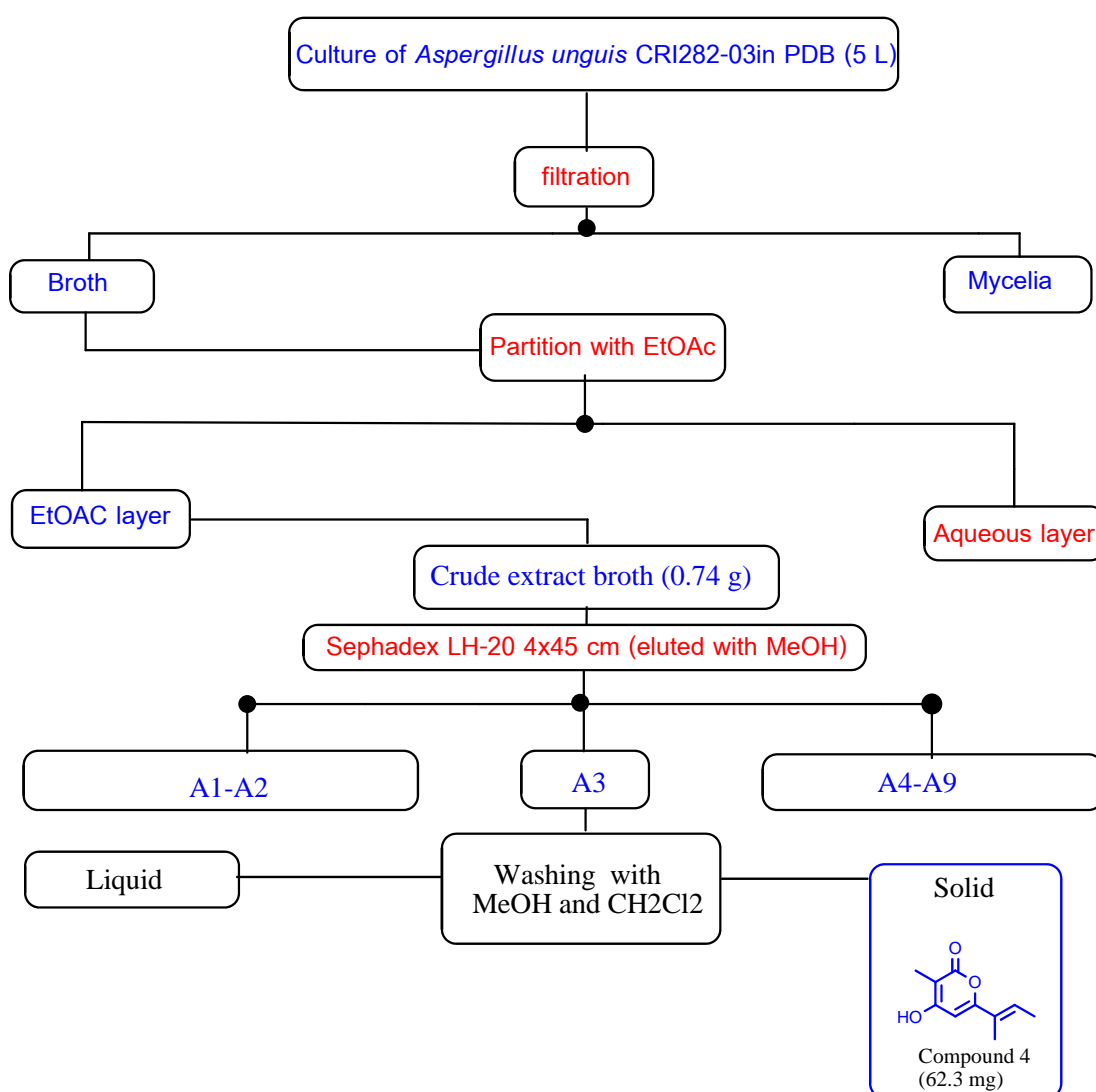 Culture of Aspergillus unguis CRI282-03in PDB (5 L)
filtration
Broth
Mycelia
Partition with EtOAc
EtOAC layer
Aqueous layer
Crude extract broth (0.74 g)
Sephadex LH-20 4x45 cm (eluted with MeOH)
A1-A2
A3
A4-A9
Liquid
Washing with
MeOH and CH2Cl2
Solid
O
O
HO
Compound 4
(62.3 mg)